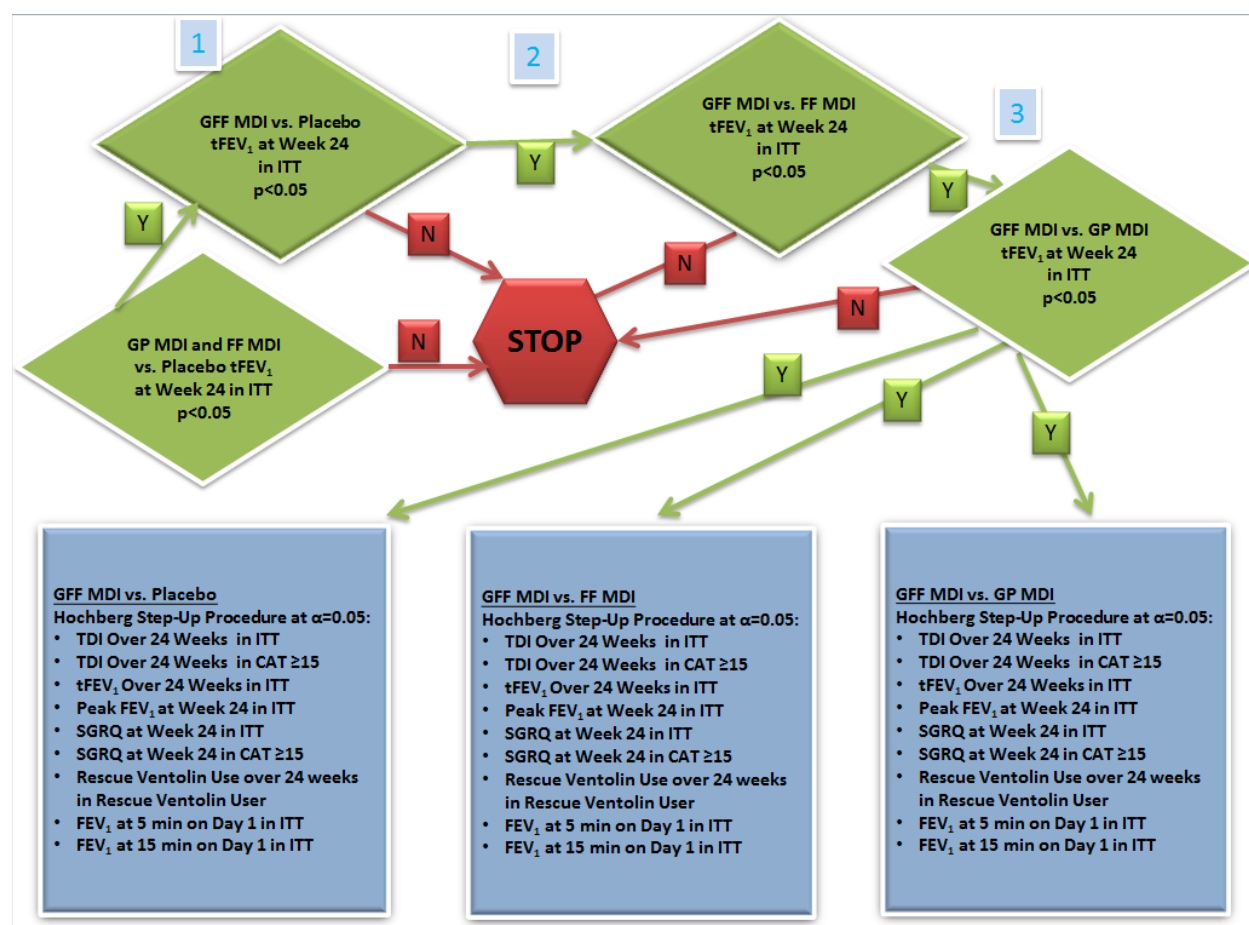 1
GFF MDI vs. Placebo
tFEV₁ at Week 24
in ITT
p<0.05
2
GFF MDI vs. FF MDI
tFEV₁ at Week 24
in ITT
p<0.05
3
GFF MDI vs. GP MDI
tFEV₁ at Week 24
in ITT
p<0.05
Y
Y
Y
N
N
N
GP MDI and FF MDI
vs. Placebo tFEV₁
at Week 24 in ITT
p<0.05
N
STOP
Y
Y
Y
GFF MDI vs. Placebo
Hochberg Step-Up Procedure at α=0.05:
• TDI Over 24 Weeks in ITT
• TDI Over 24 Weeks in CAT ≥15
• tFEV₁ Over 24 Weeks in ITT
• Peak FEV₁ at Week 24 in ITT
• SGRQ at Week 24 in ITT
• SGRQ at Week 24 in CAT ≥15
• Rescue Ventolin Use over 24 weeks
in Rescue Ventolin User
• FEV₁ at 5 min on Day 1 in ITT
• FEV₁ at 15 min on Day 1 in ITT
GFF MDI vs. FF MDI
Hochberg Step-Up Procedure at α=0.05:
• TDI Over 24 Weeks in ITT
• TDI Over 24 Weeks in CAT ≥15
• tFEV₁ Over 24 Weeks in ITT
• Peak FEV₁ at Week 24 in ITT
• SGRQ at Week 24 in ITT
• SGRQ at Week 24 in CAT ≥15
• Rescue Ventolin Use over 24 weeks
in Rescue Ventolin User
• FEV₁ at 5 min on Day 1 in ITT
• FEV₁ at 15 min on Day 1 in ITT
GFF MDI vs. GP MDI
Hochberg Step-Up Procedure at α=0.05:
• TDI Over 24 Weeks in ITT
• TDI Over 24 Weeks in CAT ≥15
• tFEV₁ Over 24 Weeks in ITT
• Peak FEV₁ at Week 24 in ITT
• SGRQ at Week 24 in ITT
• SGRQ at Week 24 in CAT ≥15
• Rescue Ventolin Use over 24 weeks
in Rescue Ventolin User
• FEV₁ at 5 min on Day 1 in ITT
• FEV₁ at 15 min on Day 1 in ITT